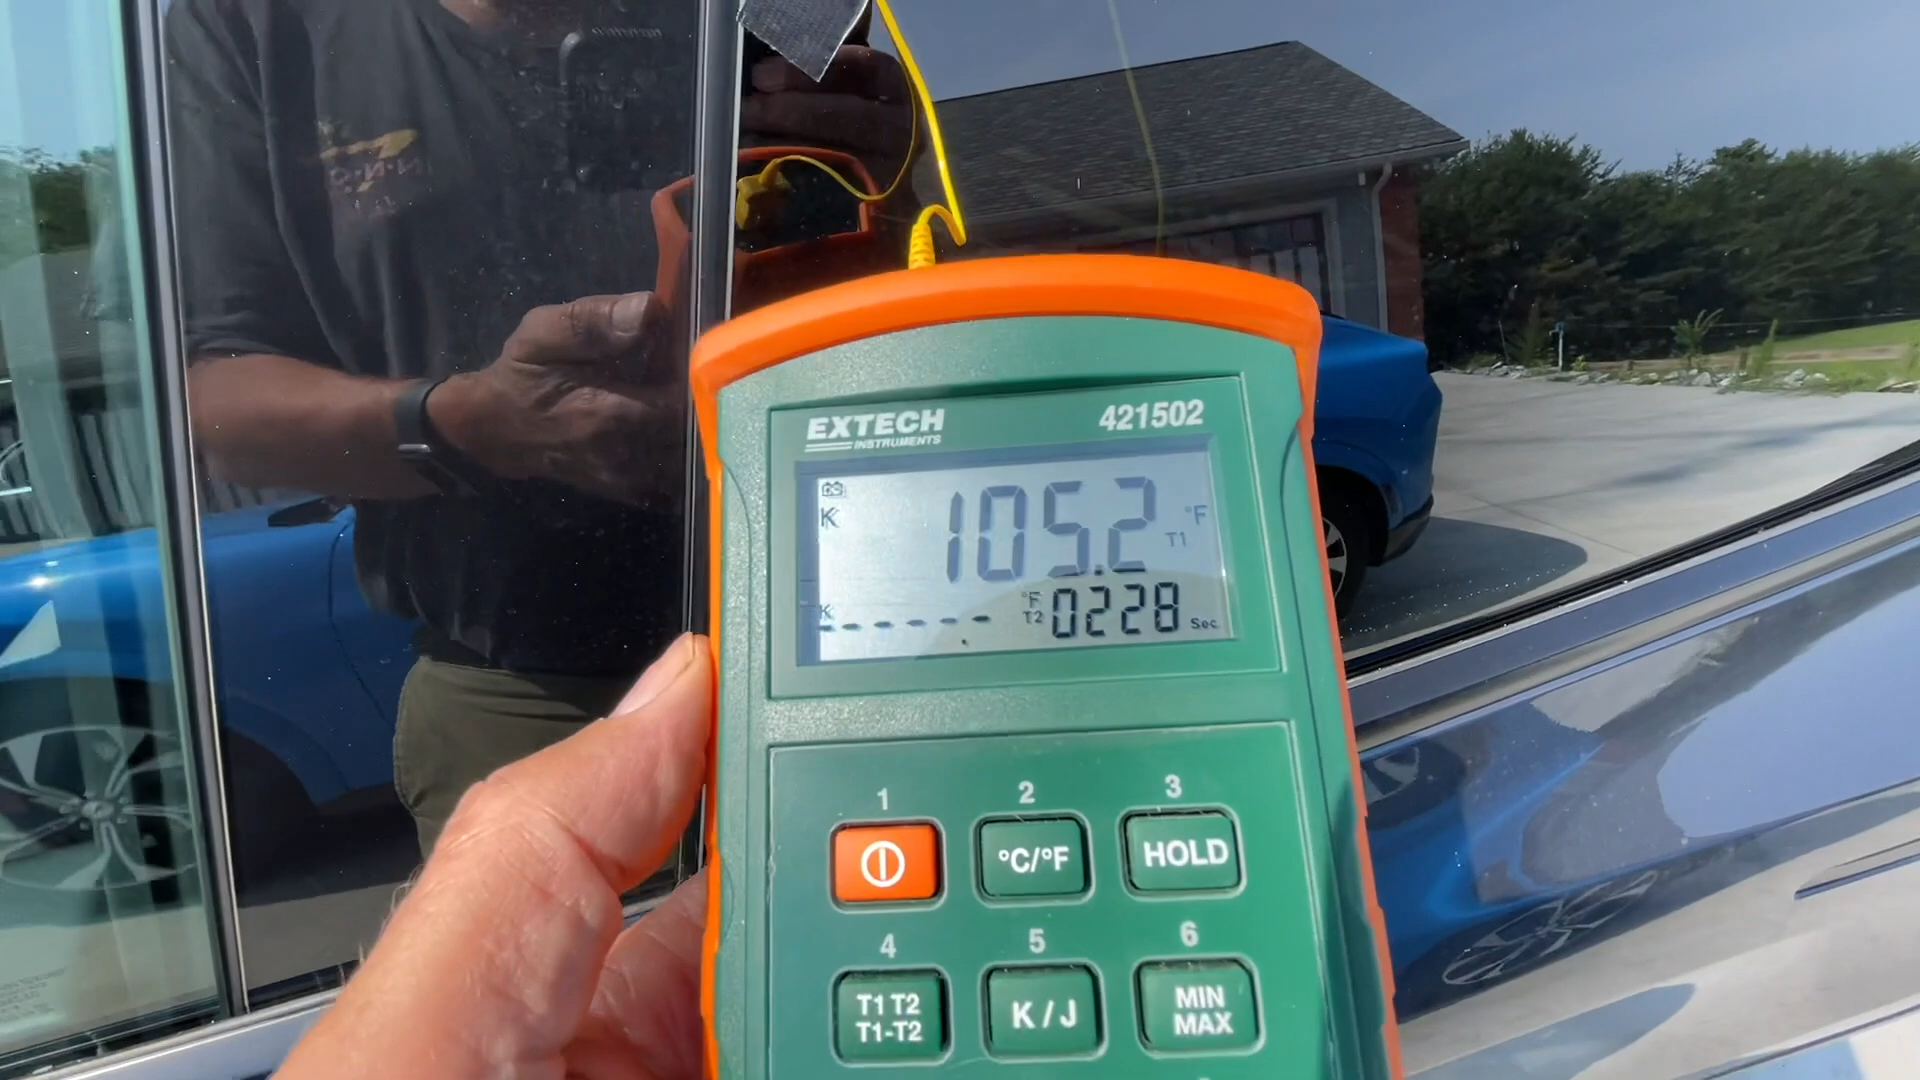 EXTECH
INSTRUMENTS
421502
K 105.2 °F
T1
K ------ °F
T2 0228 Sec
1 2 3
°C/°F HOLD
4 5 6
T1 T2
T1-T2
K / J
MIN
MAX